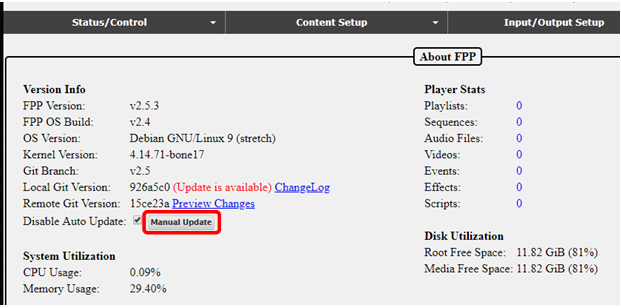 Status/Control Content Setup Input/Output Setup
About FPP
Version Info
FPP Version: v2.5.3
FPP OS Build: v2.4
OS Version: Debian GNU/Linux 9 (stretch)
Kernel Version: 4.14.71-bone17
Git Branch: v2.5
Local Git Version: 926a5c0 (Update is available) ChangeLog
Remote Git Version: 15ce23a Preview Changes
Disable Auto Update: Manual Update
System Utilization
CPU Usage: 0.09%
Memory Usage: 29.40%
Player Stats
Playlists: 0
Sequences: 0
Audio Files: 0
Videos: 0
Events: 0
Effects: 0
Scripts: 0
Disk Utilization
Root Free Space: 11.82 GiB (81%)
Media Free Space: 11.82 GiB (81%)